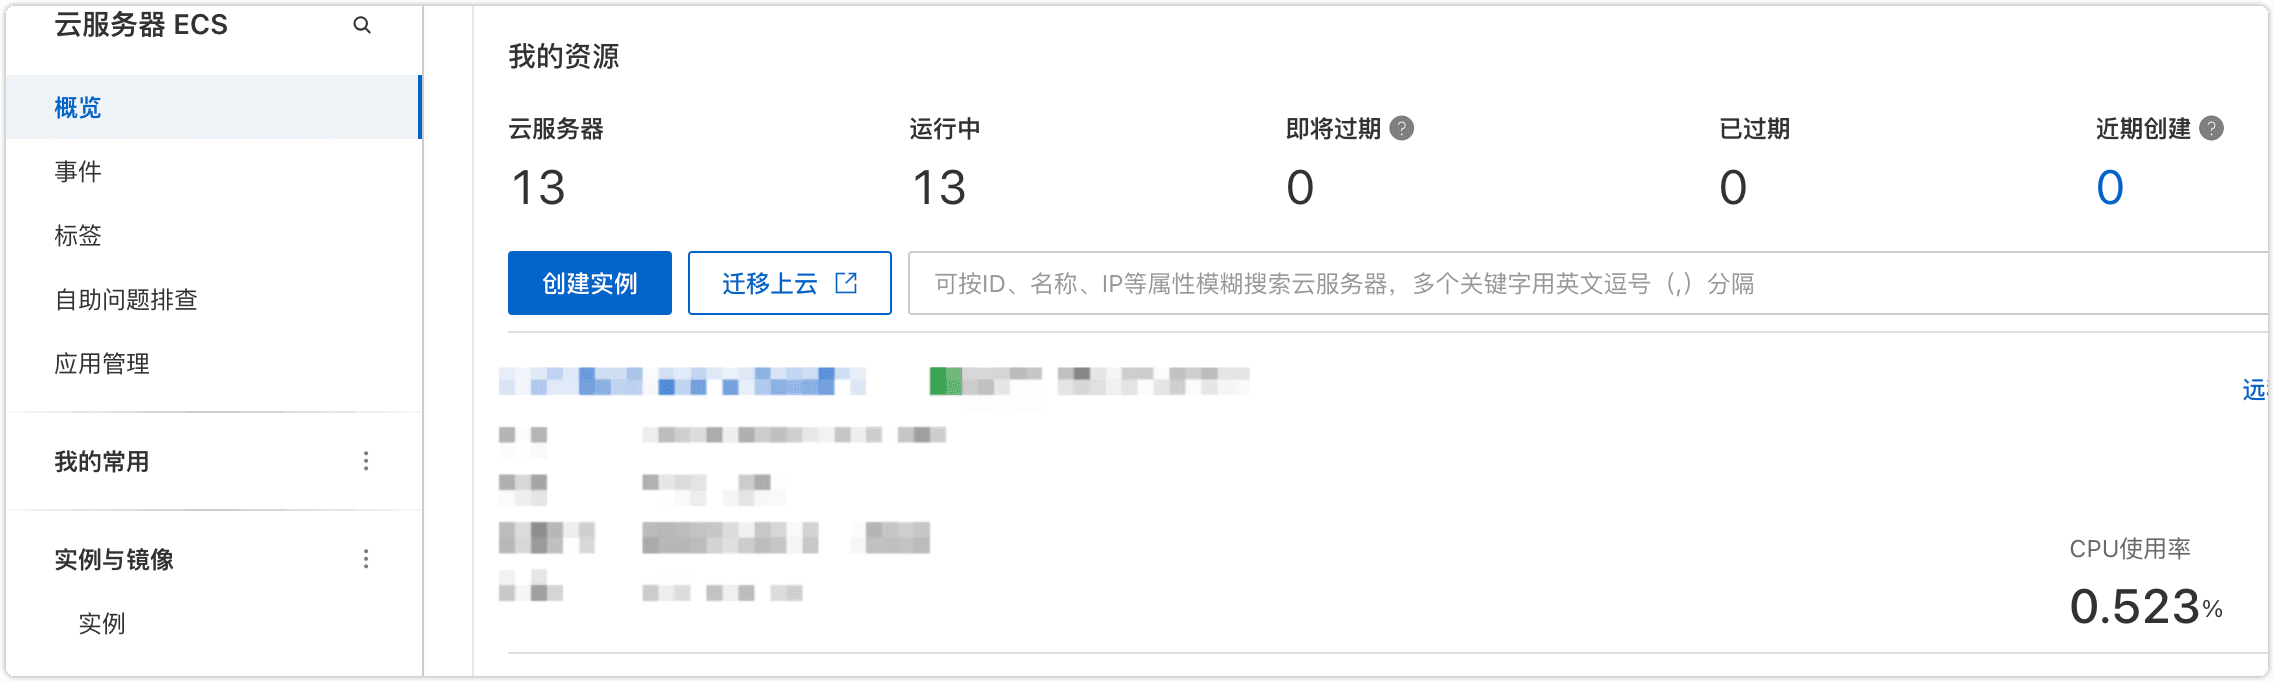 云服务器 ECS
概览
事件
标签
自助问题排查
应用管理
我的常用
实例与镜像
实例
我的资源
云服务器 运行中 即将过期 ? 已过期 近期创建 ?
13 13 0 0 0
创建实例 迁移上云 可按ID、名称、IP等属性模糊搜索云服务器，多个关键字用英文逗号（,）分隔
远
CPU使用率
0.523%